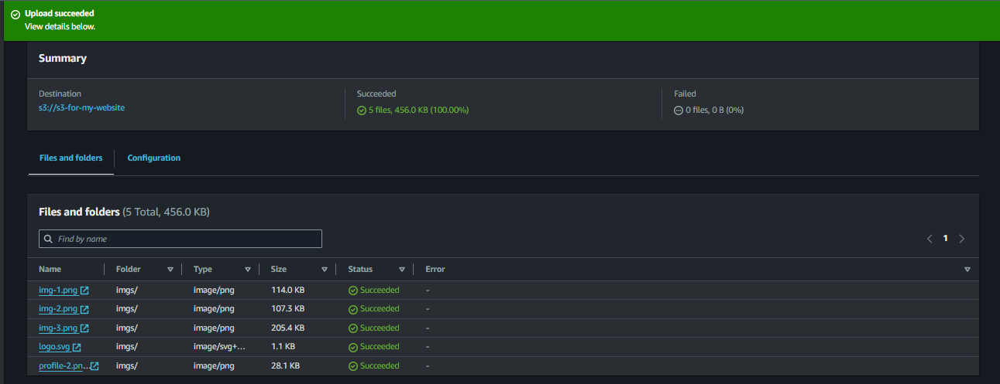 Upload succeeded
View details below.
Summary
Destination
s3://s3-for-my-website
Succeeded
5 files, 456.0 KB (100.00%)
Failed
0 files, 0 B (0%)
Files and folders
Configuration
Files and folders (5 Total, 456.0 KB)
Find by name
1
Name Folder Type Size Status Error
img-1.png imgs/ image/png 114.0 KB Succeeded -
img-2.png imgs/ image/png 107.3 KB Succeeded -
img-3.png imgs/ image/png 205.4 KB Succeeded -
logo.svg imgs/ image/svg+... 1.1 KB Succeeded -
profile-2.pn... imgs/ image/png 28.1 KB Succeeded -